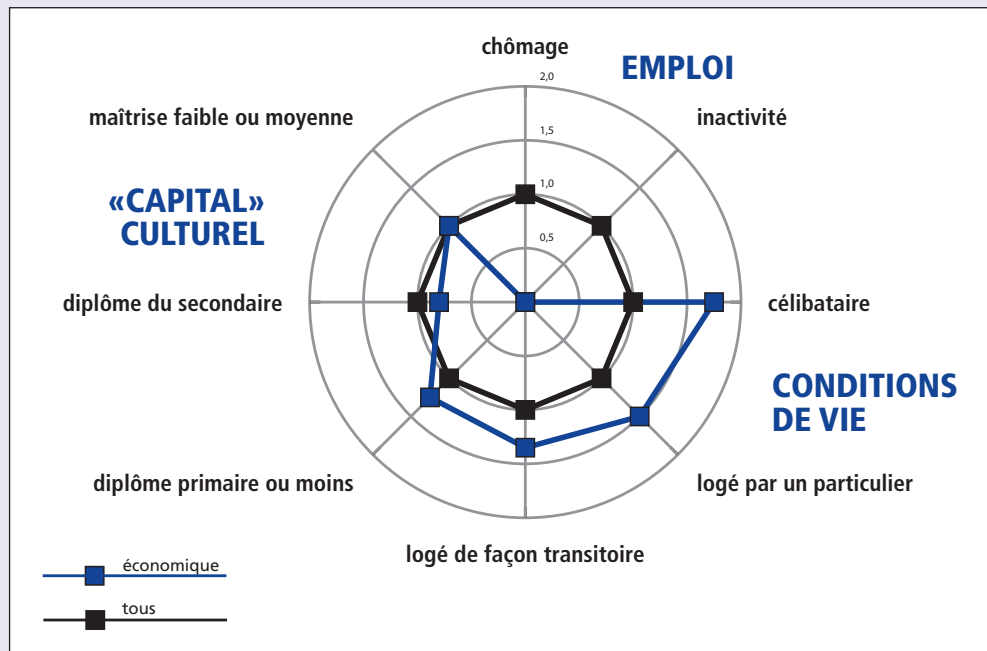 chômage
EMPLOI
2,0
maîtrise faible ou moyenne
inactivité
1,5
1,0
«CAPITAL»
CULTUREL
0,5
diplôme du secondaire
célibataire
CONDITIONS
DE VIE
diplôme primaire ou moins
logé par un particulier
logé de façon transitoire
économique
tous